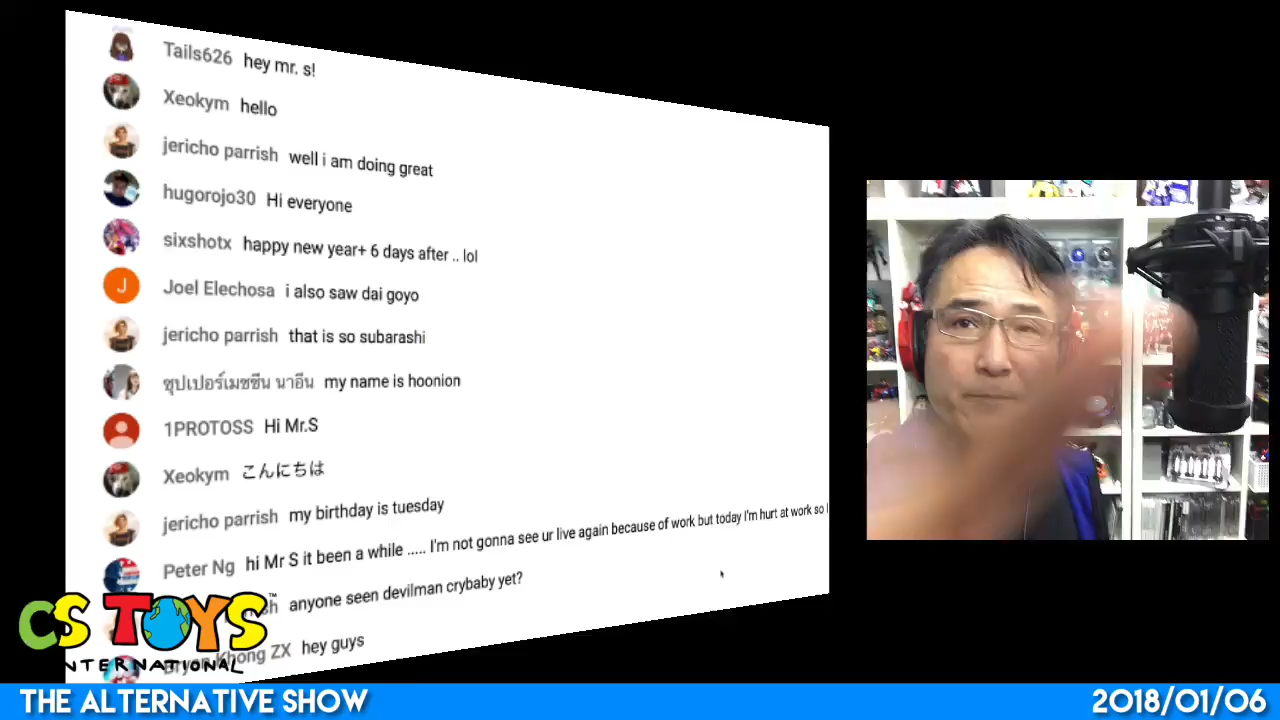 Tails626 hey mr. s!
Xeokym hello
jericho parrish well i am doing great
hugorojo30 Hi everyone
sixshotx happy new year+ 6 days after .. lol
J
Joel Elechosa i also saw dai goyo
jericho parrish that is so subarashi
ซุปเปอร์เมชชีน นาอีน my name is hoonion
1PROTOSS Hi Mr.S
Xeokym こんにちは
jericho parrish my birthday is tuesday
Peter Ng hi Mr S it been a while ..... I'm not gonna see ur live again because of work but today I'm hurt at work so
anyone seen devilman crybaby yet?
Khong ZX hey guys
CS TOYS™
INTERNATIONAL
THE ALTERNATIVE SHOW
2018/01/06